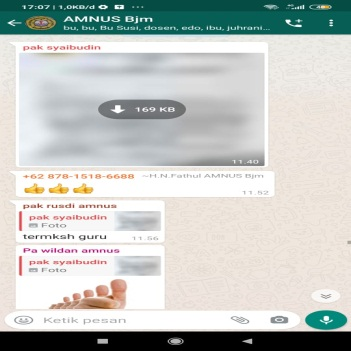 17:07 | 1,0KB/d
AMNUS Bjm
bu, bu, Bu Susi, dosen, edo, ibu, juhrani...
pak syaibudin
169 KB
11.40
+62 878-1518-6688 ~H.N.Fathul AMNUS Bjm
11.52
pak rusdi amnus
pak syaibudin
Foto
termksh guru 11.56
Pa wildan amnus
pak syaibudin
Foto
Ketik pesan